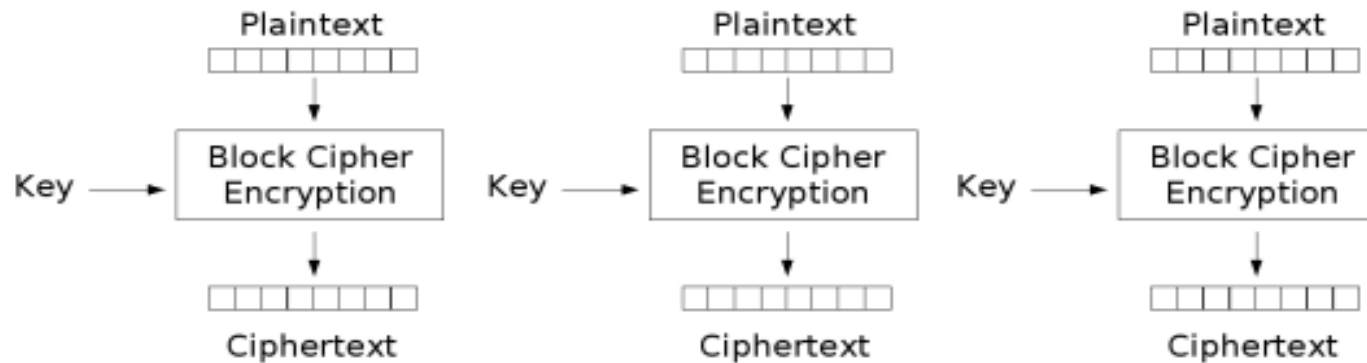 Plaintext
Plaintext
Plaintext
Key
Block Cipher
Encryption
Key
Block Cipher
Encryption
Key
Block Cipher
Encryption
Ciphertext
Ciphertext
Ciphertext